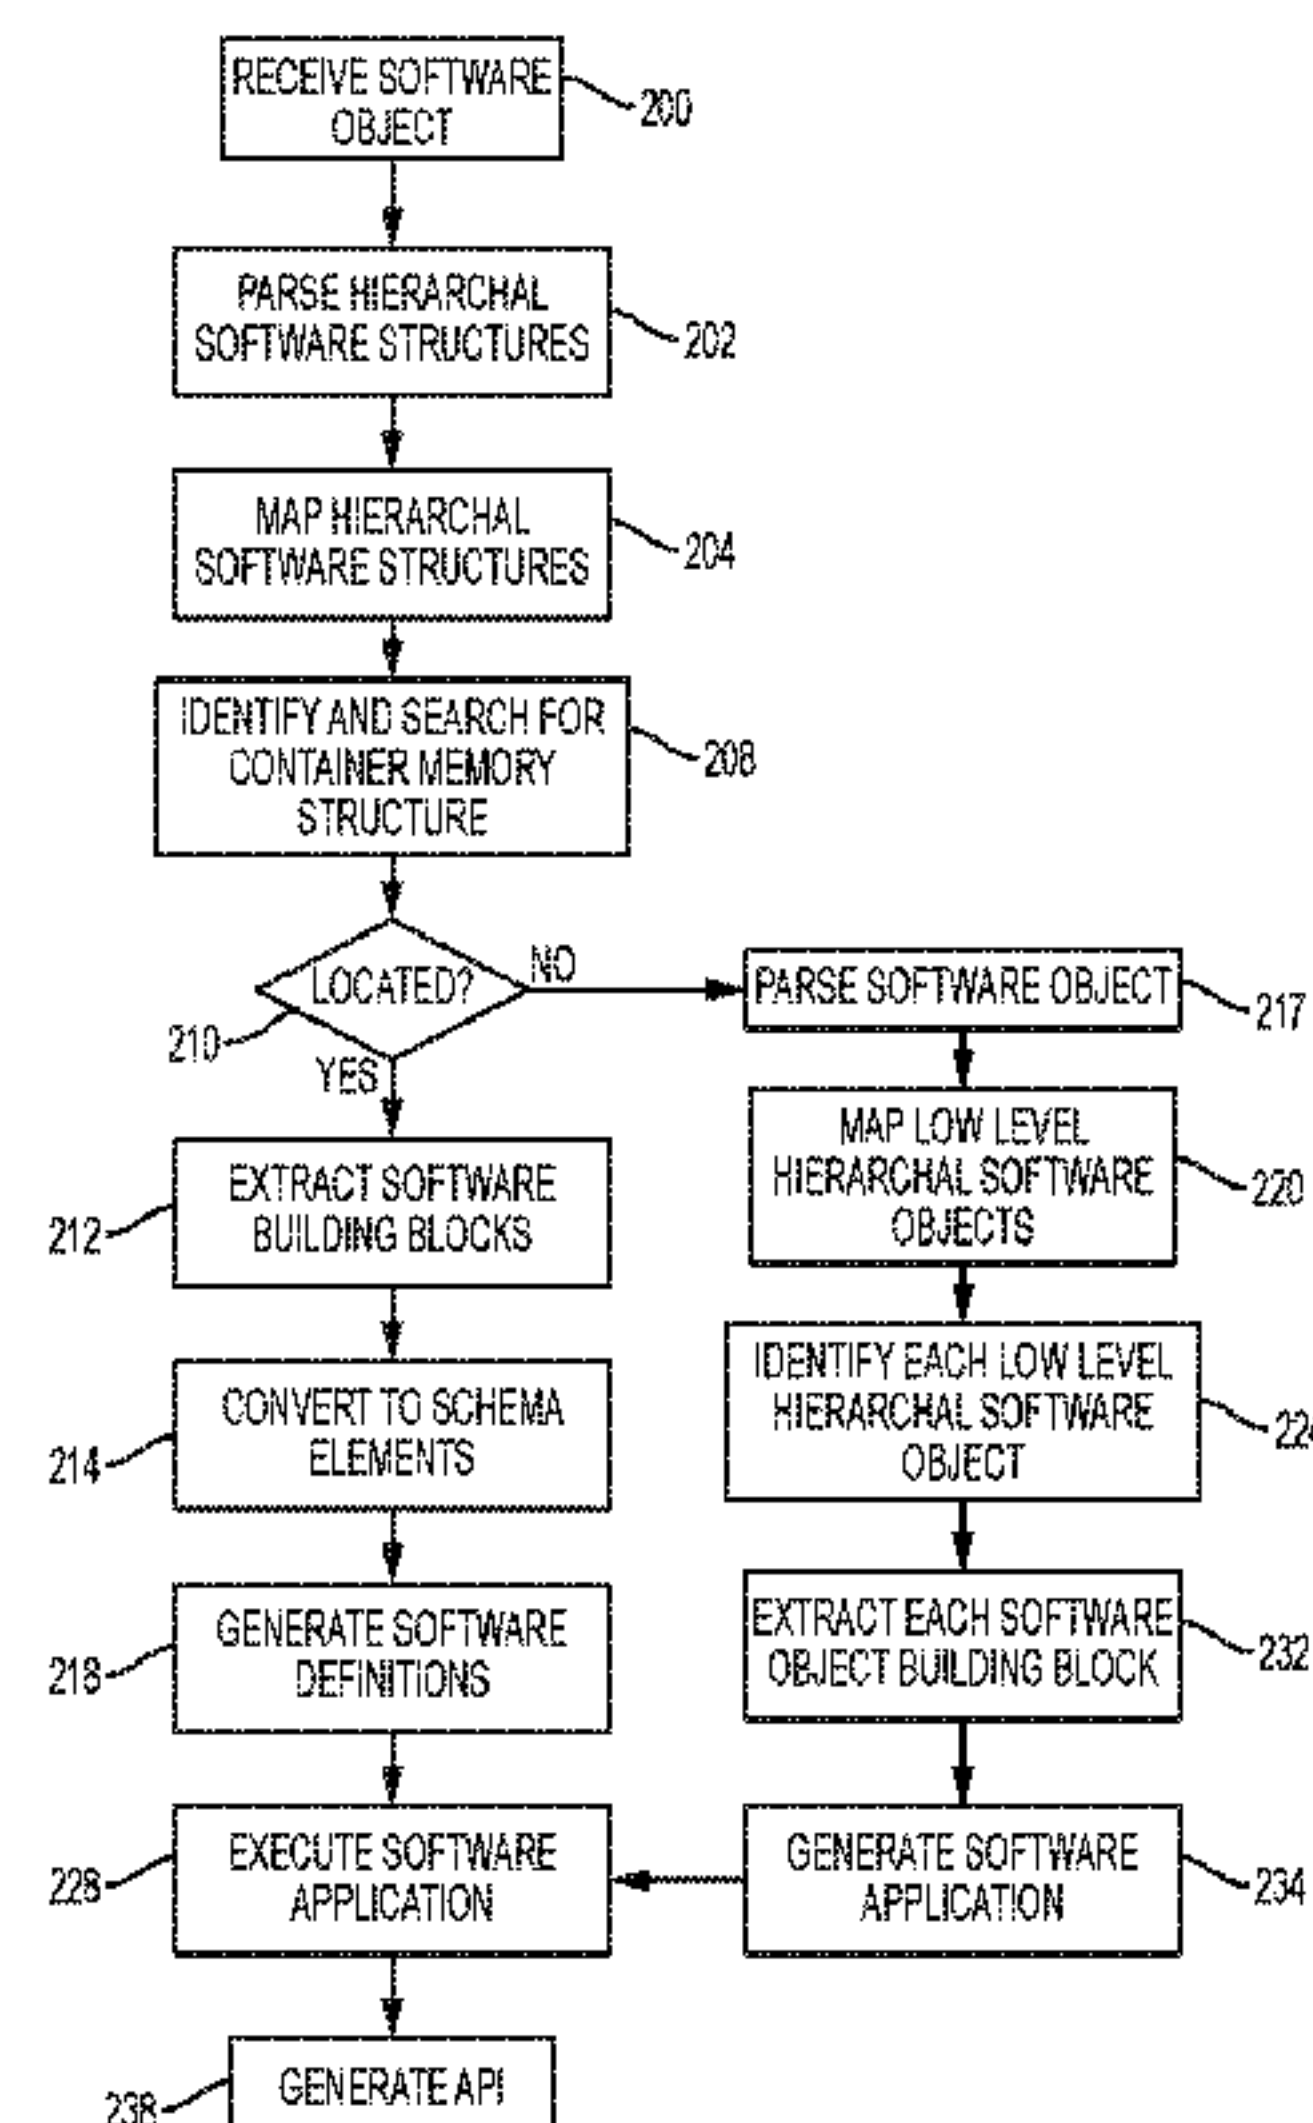 RECEIVE SOFTWARE
OBJECT
200
PARSE HIERARCHAL
SOFTWARE STRUCTURES
202
MAP HIERARCHAL
SOFTWARE STRUCTURES
204
IDENTIFY AND SEARCH FOR
CONTAINER MEMORY
STRUCTURE
208
LOCATED?
210
NO
YES
PARSE SOFTWARE OBJECT
217
MAP LOW LEVEL
HIERARCHAL SOFTWARE
OBJECTS
220
EXTRACT SOFTWARE
BUILDING BLOCKS
212
IDENTIFY EACH LOW LEVEL
HIERARCHAL SOFTWARE
OBJECT
CONVERT TO SCHEMA
ELEMENTS
214
EXTRACT EACH SOFTWARE
OBJECT BUILDING BLOCK
232
GENERATE SOFTWARE
DEFINITIONS
218
EXECUTE SOFTWARE
APPLICATION
228
GENERATE SOFTWARE
APPLICATION
234
GENERATE API
238